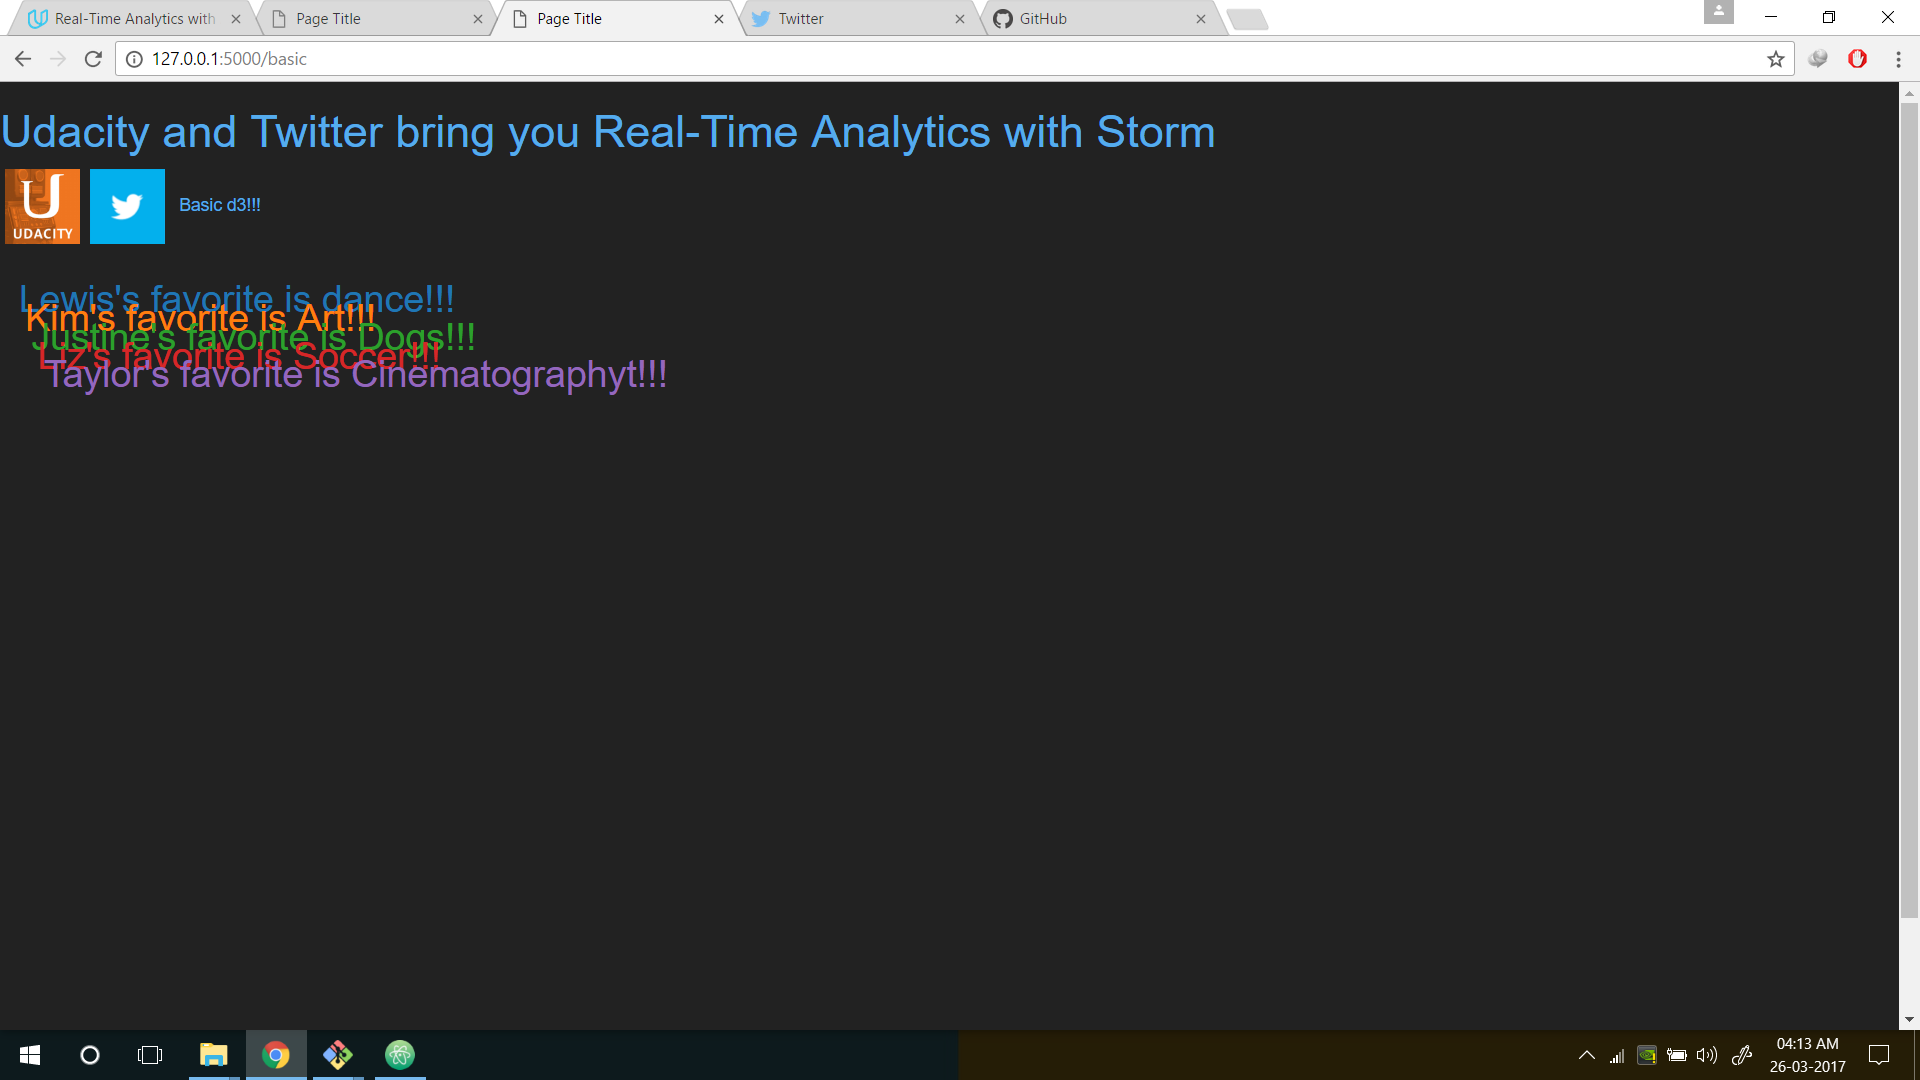 Real-Time Analytics with
Page Title
Page Title
Twitter
GitHub
127.0.0.1:5000/basic
Udacity and Twitter bring you Real-Time Analytics with Storm
U
UDACITY
Basic d3!!!
Lewis's favorite is dance!!!
Kim's favorite is Art!!!
Justine's favorite is Dogs!!!
Liz's favorite is Soccer!!!
Taylor's favorite is Cinematographyt!!!
04:13 AM
26-03-2017